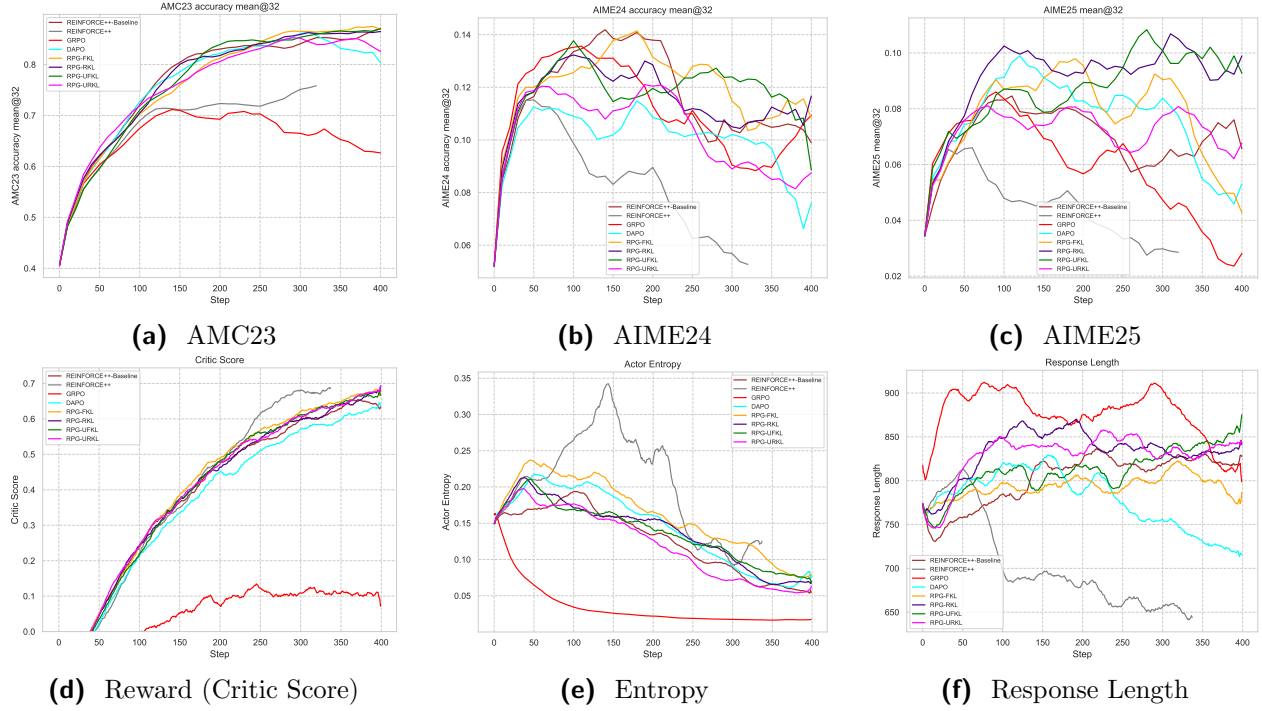 AMC23 accuracy mean@32
AMC23 accuracy mean@32
0.8
0.7
0.6
0.5
0.4
REINFORCE++-Baseline
REINFORCE++
GRPO
DAPO
RPG-FKL
RPG-RKL
RPG-UFKL
RPG-URKL
0 50 100 150 200 250 300 350 400
Step
(a) AMC23
AIME24 accuracy mean@32
AIME24 accuracy mean@32
0.14
0.12
0.10
0.08
0.06
REINFORCE++-Baseline
REINFORCE++
GRPO
DAPO
RPG-FKL
RPG-RKL
RPG-UFKL
RPG-URKL
0 50 100 150 200 250 300 350 400
Step
(b) AIME24
AIME25 mean@32
AIME25 mean@32
0.10
0.08
0.06
0.04
0.02
REINFORCE++-Baseline
REINFORCE++
GRPO
DAPO
RPG-FKL
RPG-RKL
RPG-UFKL
RPG-URKL
0 50 100 150 200 250 300 350 400
Step
(c) AIME25
Critic Score
Critic Score
0.7
0.6
0.5
0.4
0.3
0.2
0.1
0.0
REINFORCE++-Baseline
REINFORCE++
GRPO
DAPO
RPG-FKL
RPG-RKL
RPG-UFKL
RPG-URKL
0 50 100 150 200 250 300 350 400
Step
(d) Reward (Critic Score)
Actor Entropy
Actor Entropy
0.35
0.30
0.25
0.20
0.15
0.10
0.05
REINFORCE++-Baseline
REINFORCE++
GRPO
DAPO
RPG-FKL
RPG-RKL
RPG-UFKL
RPG-URKL
0 50 100 150 200 250 300 350 400
Step
(e) Entropy
Response Length
Response Length
900
850
800
750
700
650
REINFORCE++-Baseline
REINFORCE++
GRPO
DAPO
RPG-FKL
RPG-RKL
RPG-UFKL
RPG-URKL
0 50 100 150 200 250 300 350 400
Step
(f) Response Length